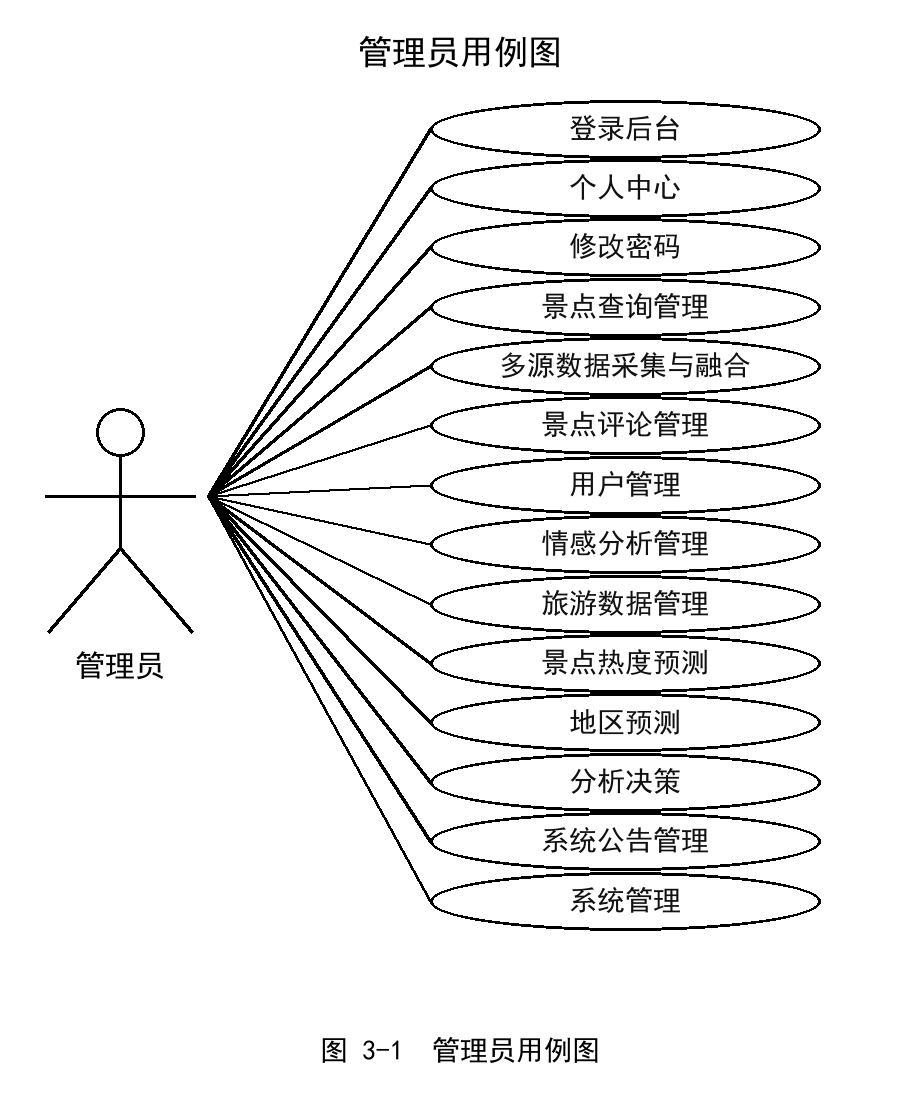 管理员用例图
登录后台
个人中心
修改密码
景点查询管理
多源数据采集与融合
景点评论管理
用户管理
情感分析管理
旅游数据管理
景点热度预测
地区预测
分析决策
系统公告管理
系统管理
管理员
图 3-1 管理员用例图